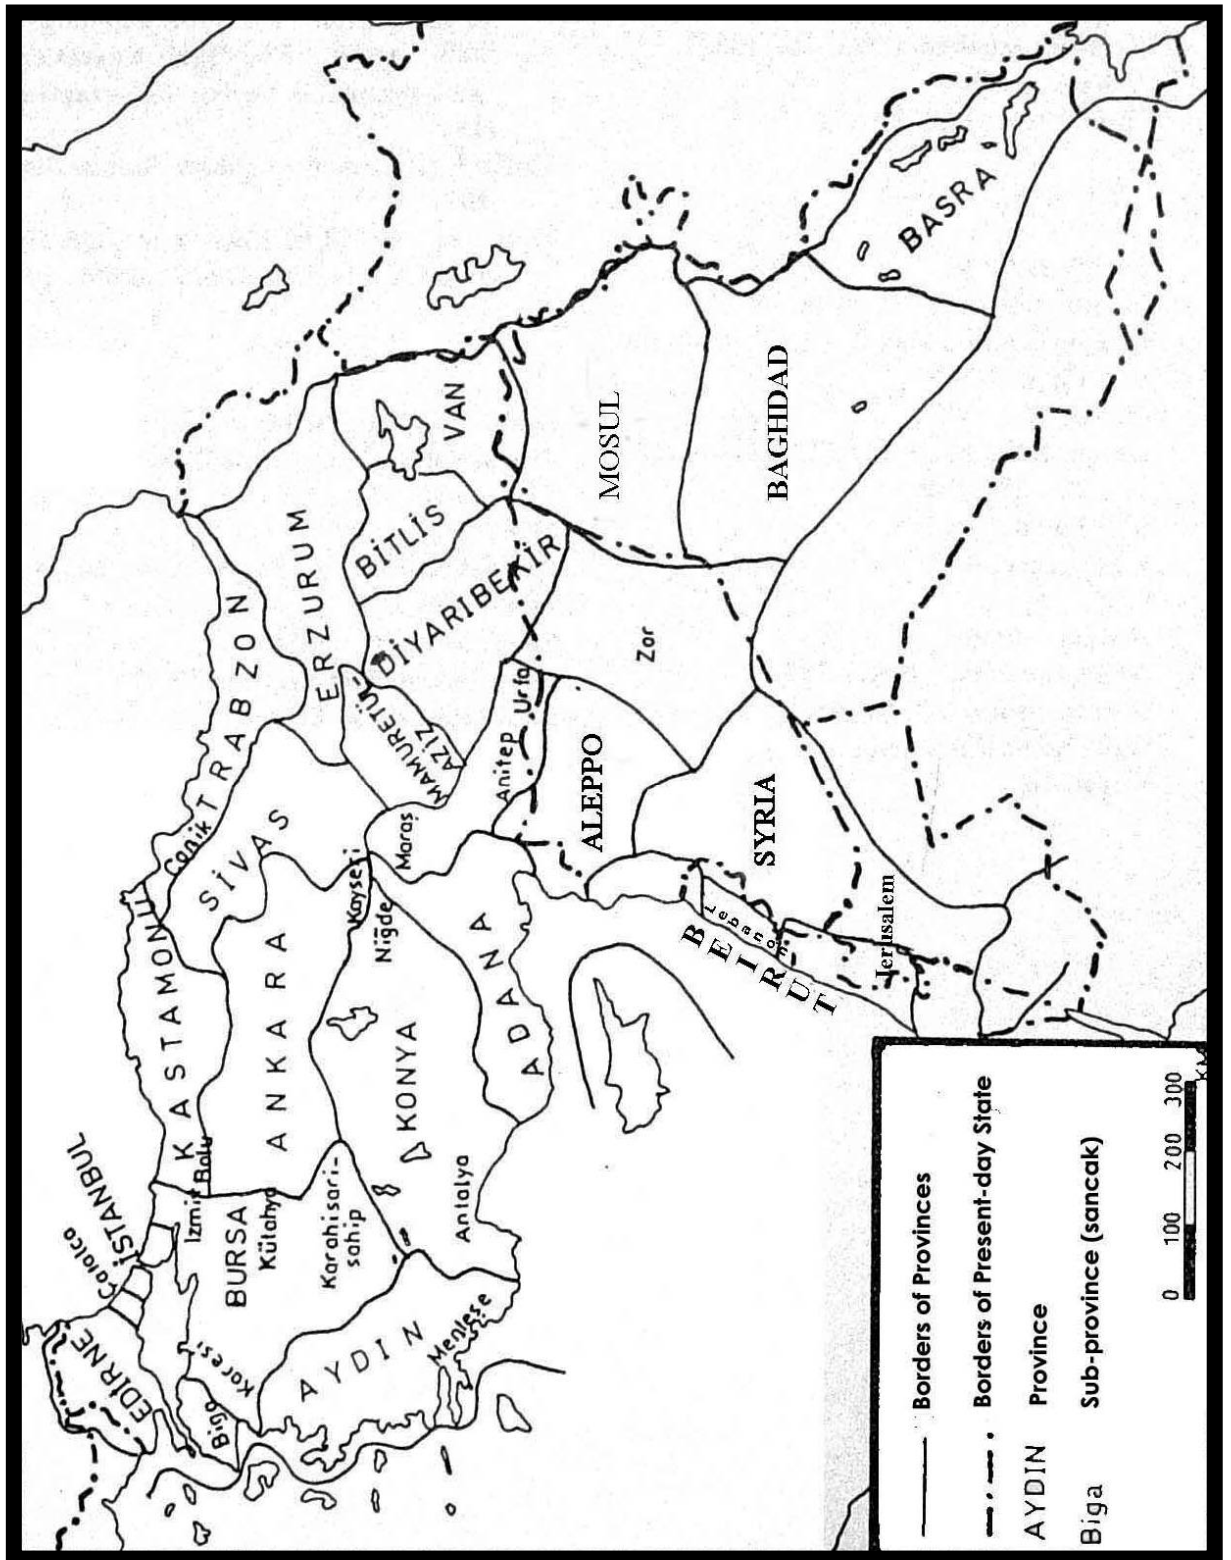 EDİRNE
Çatalca
İSTANBUL
Biga
Karesi
İzmit
Bolu
BURSA
Kütahya
Karahisari-
sahip
AYDIN
Menteşe
Antalya
KASTAMONU
ANKARA
KONYA
Niğde
Kayseri
ADANA
SİVAS
Canik
TRABZON
ERZURUM
MAMURETÜL-
AZİZ
Maraş
Anitep
Urfa
DİYARIBEKİR
BİTLİS
VAN
ALEPPO
Zor
MOSUL
BAGHDAD
BASRA
SYRIA
BEIRUT
Lebanon
Jerusalem
Borders of Provinces
Borders of Present-day State
AYDIN Province
Biga Sub-province (sancak)
0 100 200 300
KM